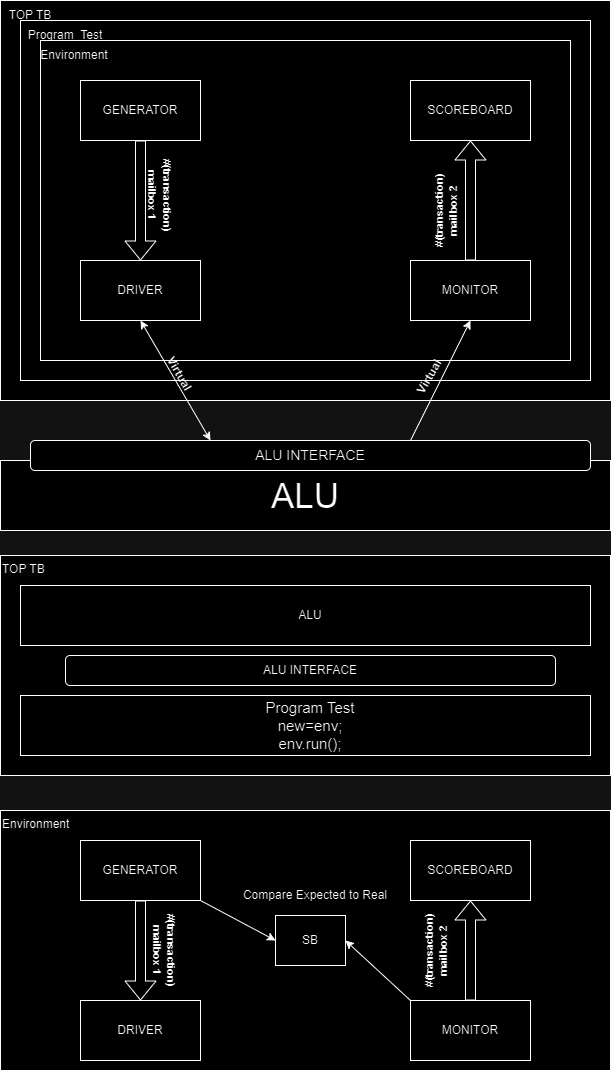 TOP TB
Program Test
Environment
GENERATOR
SCOREBOARD
#(transaction)
mailbox 1
#(transaction)
mailbox 2
DRIVER
MONITOR
Virtual
Virtual
ALU INTERFACE
ALU
TOP TB
ALU
ALU INTERFACE
Program Test
new=env;
env.run();
Environment
GENERATOR
SCOREBOARD
Compare Expected to Real
#(transaction)
mailbox 1
SB
#(transaction)
mailbox 2
DRIVER
MONITOR